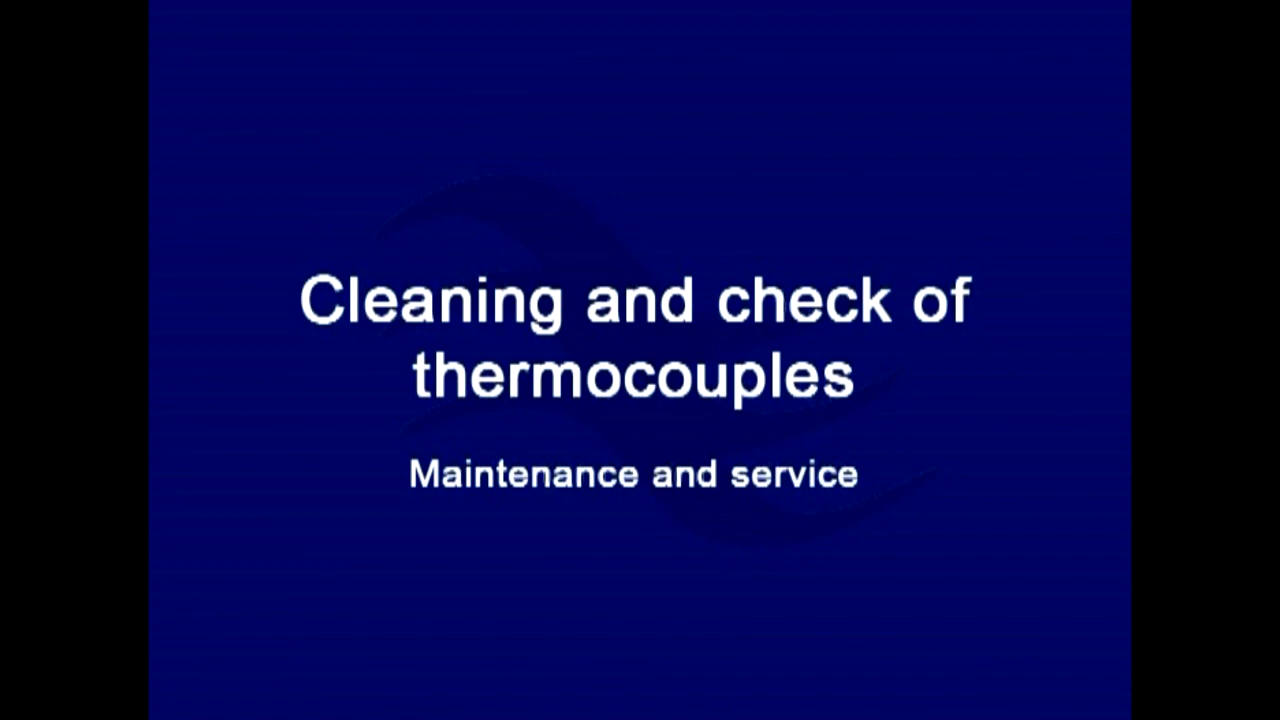 Cleaning and check of
thermocouples
Maintenance and service